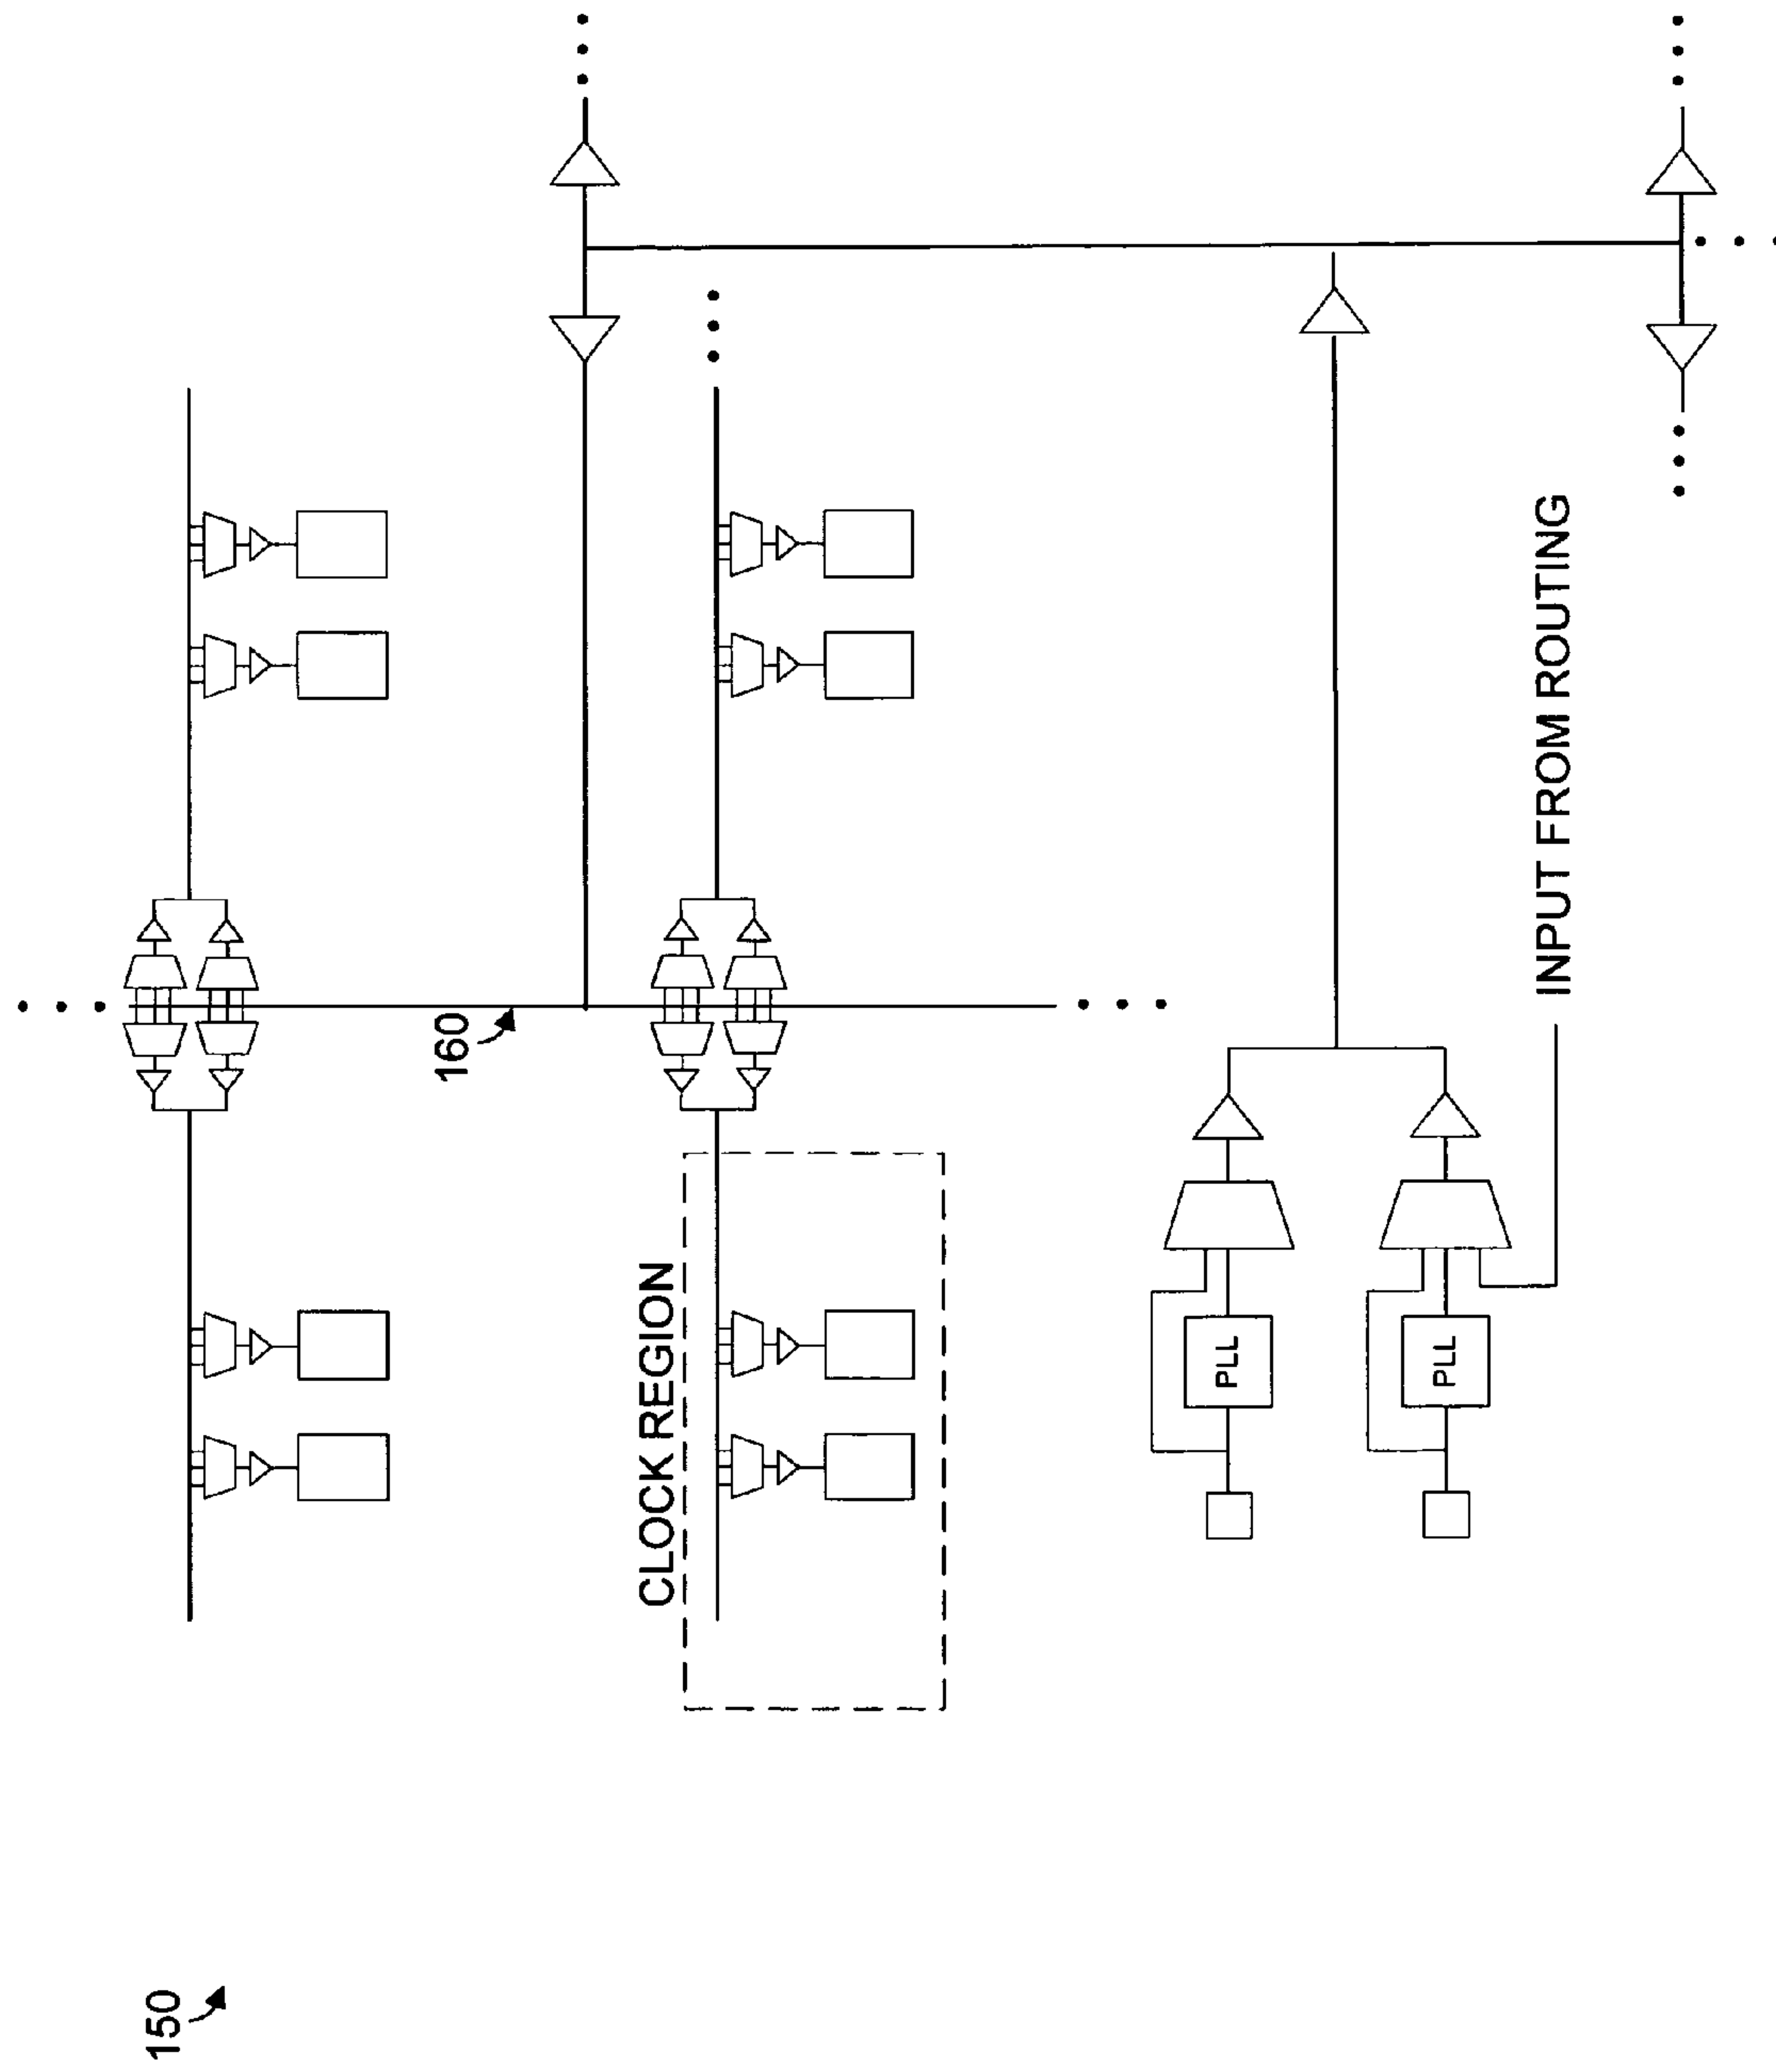 150
160
CLOCK REGION
PLL
PLL
INPUT FROM ROUTING